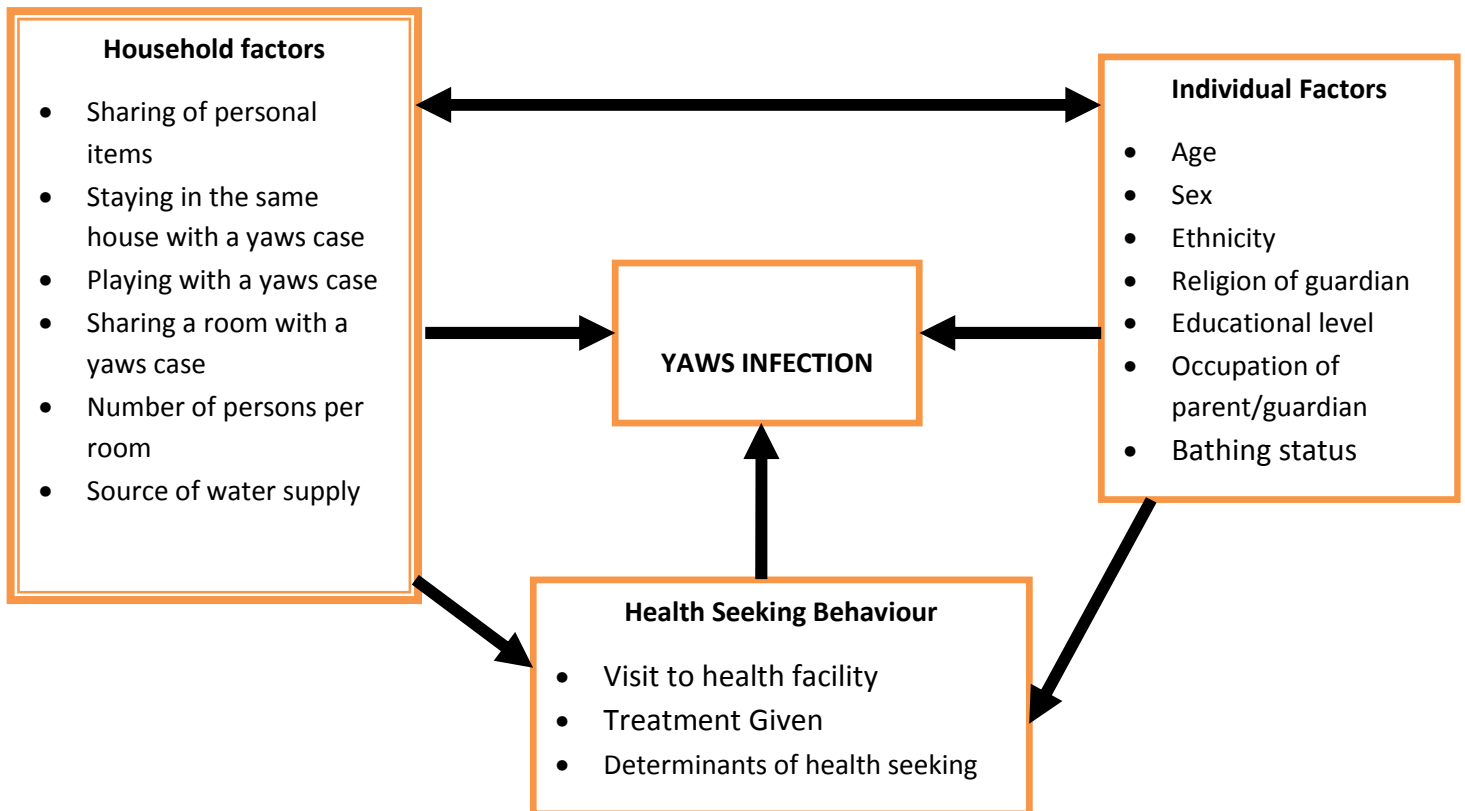 Household factors
• Sharing of personal
items
• Staying in the same
house with a yaws case
• Playing with a yaws case
• Sharing a room with a
yaws case
• Number of persons per
room
• Source of water supply
Individual Factors
• Age
• Sex
• Ethnicity
• Religion of guardian
• Educational level
• Occupation of
parent/guardian
• Bathing status
YAWS INFECTION
Health Seeking Behaviour
• Visit to health facility
• Treatment Given
• Determinants of health seeking